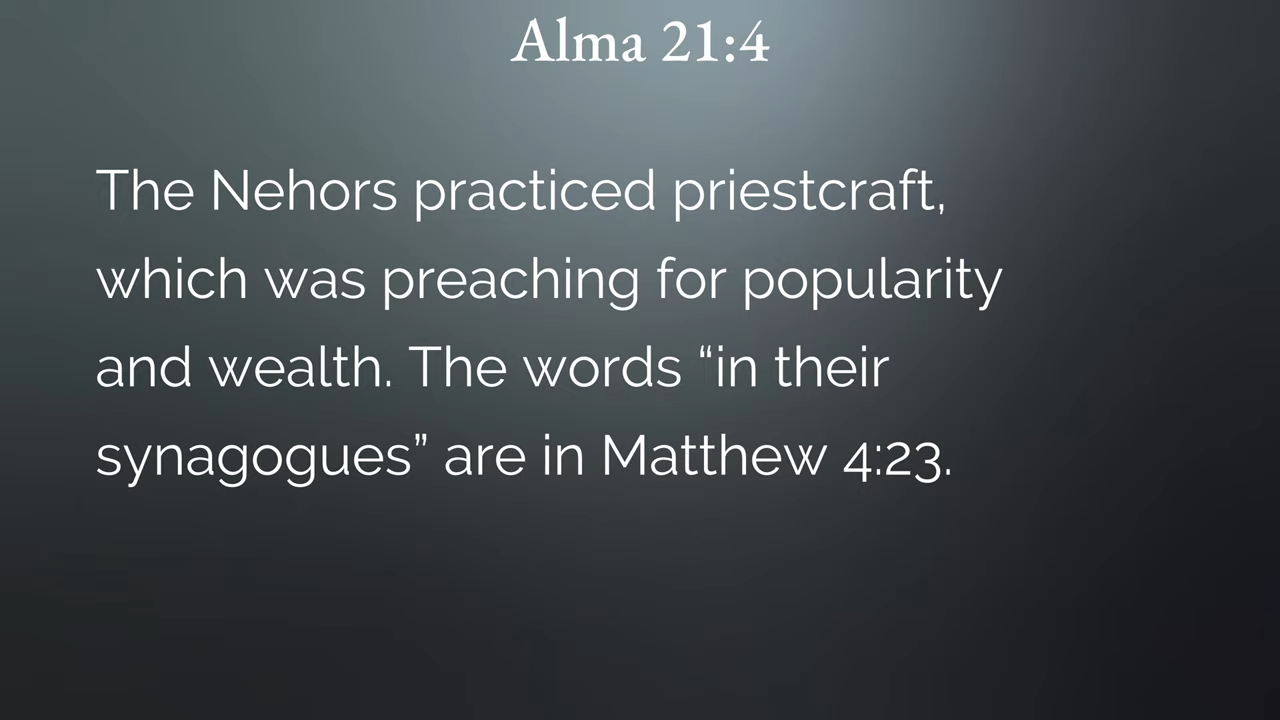 Alma 21:4
The Nehors practiced priestcraft,
which was preaching for popularity
and wealth. The words “in their
synagogues” are in Matthew 4:23.